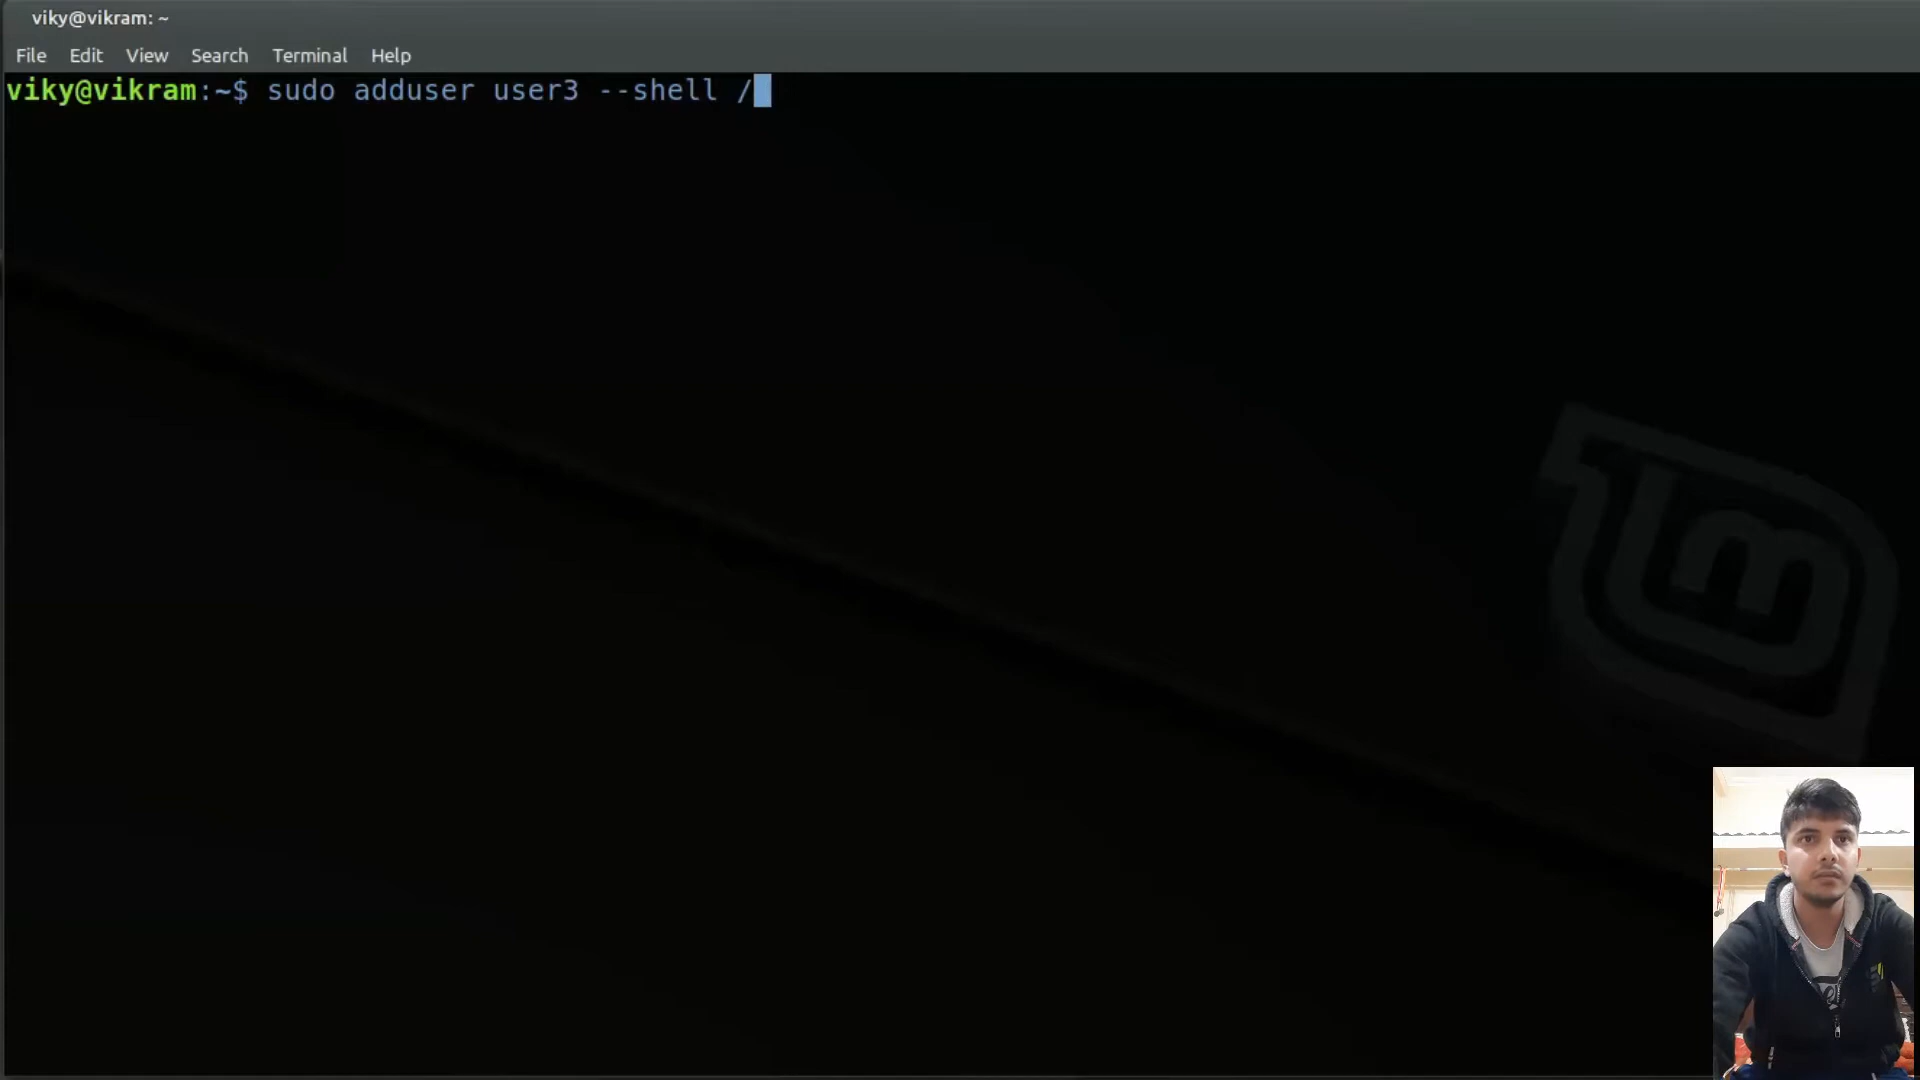 viky@vikram: ~
File Edit View Search Terminal Help
viky@vikram:~$ sudo adduser user3 --shell /